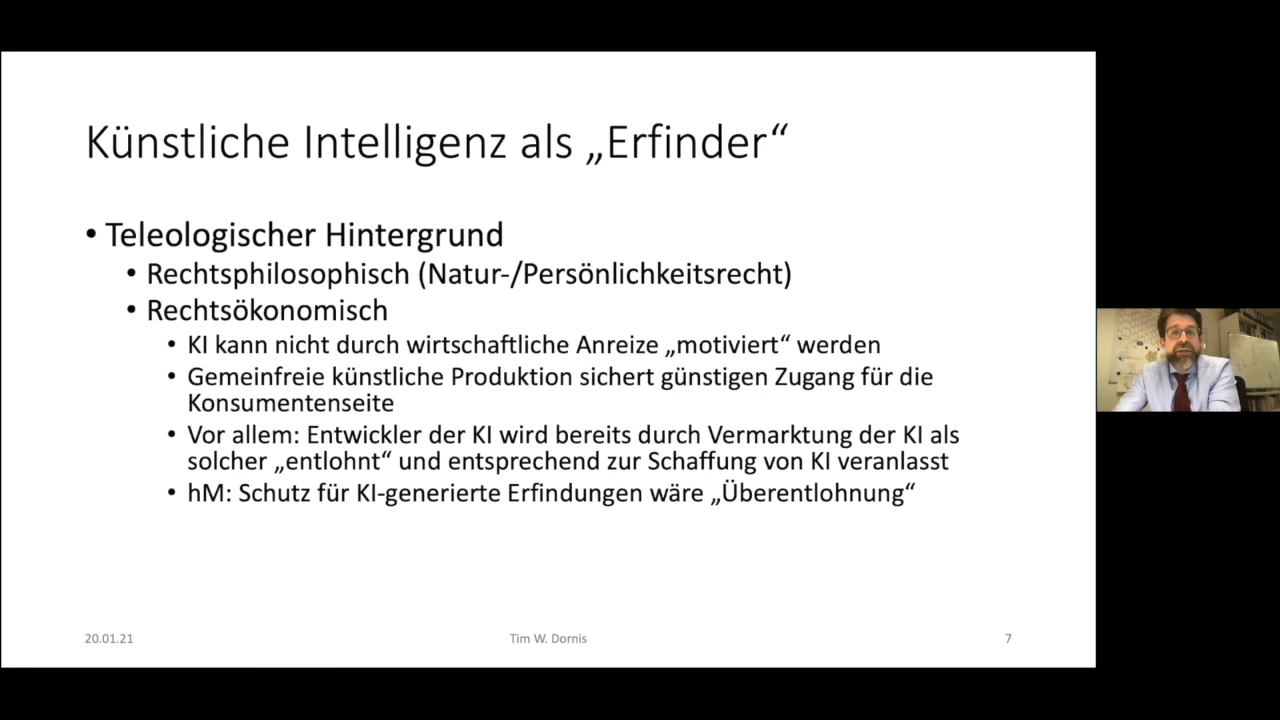 Künstliche Intelligenz als „Erfinder“
• Teleologischer Hintergrund
• Rechtsphilosophisch (Natur-/Persönlichkeitsrecht)
• Rechtsökonomisch
• KI kann nicht durch wirtschaftliche Anreize „motiviert“ werden
• Gemeinfreie künstliche Produktion sichert günstigen Zugang für die
Konsumentenseite
• Vor allem: Entwickler der KI wird bereits durch Vermarktung der KI als
solcher „entlohnt“ und entsprechend zur Schaffung von KI veranlasst
• hM: Schutz für KI-generierte Erfindungen wäre „Überentlohnung“
20.01.21
Tim W. Dornis
7